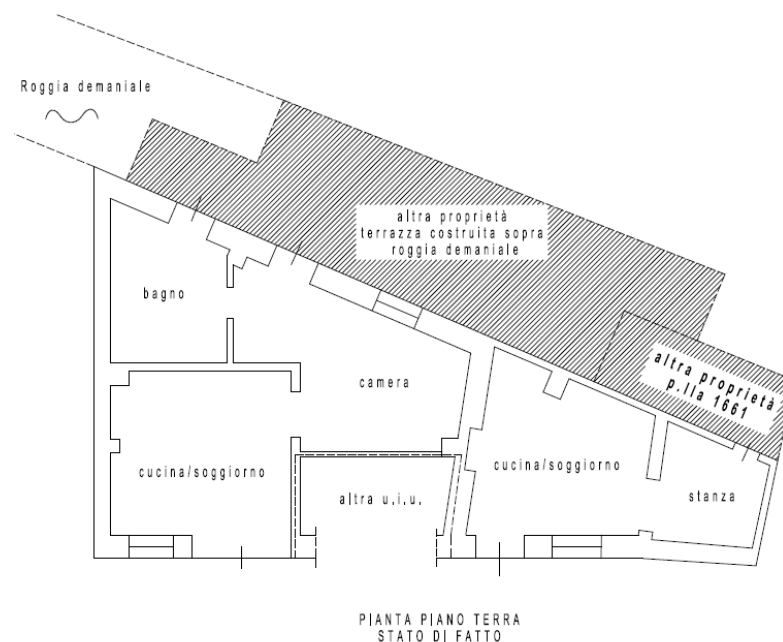 Roggia demaniale
altra proprietà
terrazza costruita sopra
roggia demaniale
bagno
altra proprietà
p.lla 1661
camera
cucina/soggiorno
cucina/soggiorno
altra u.i.u.
stanza
PIANTA PIANO TERRA
STATO DI FATTO